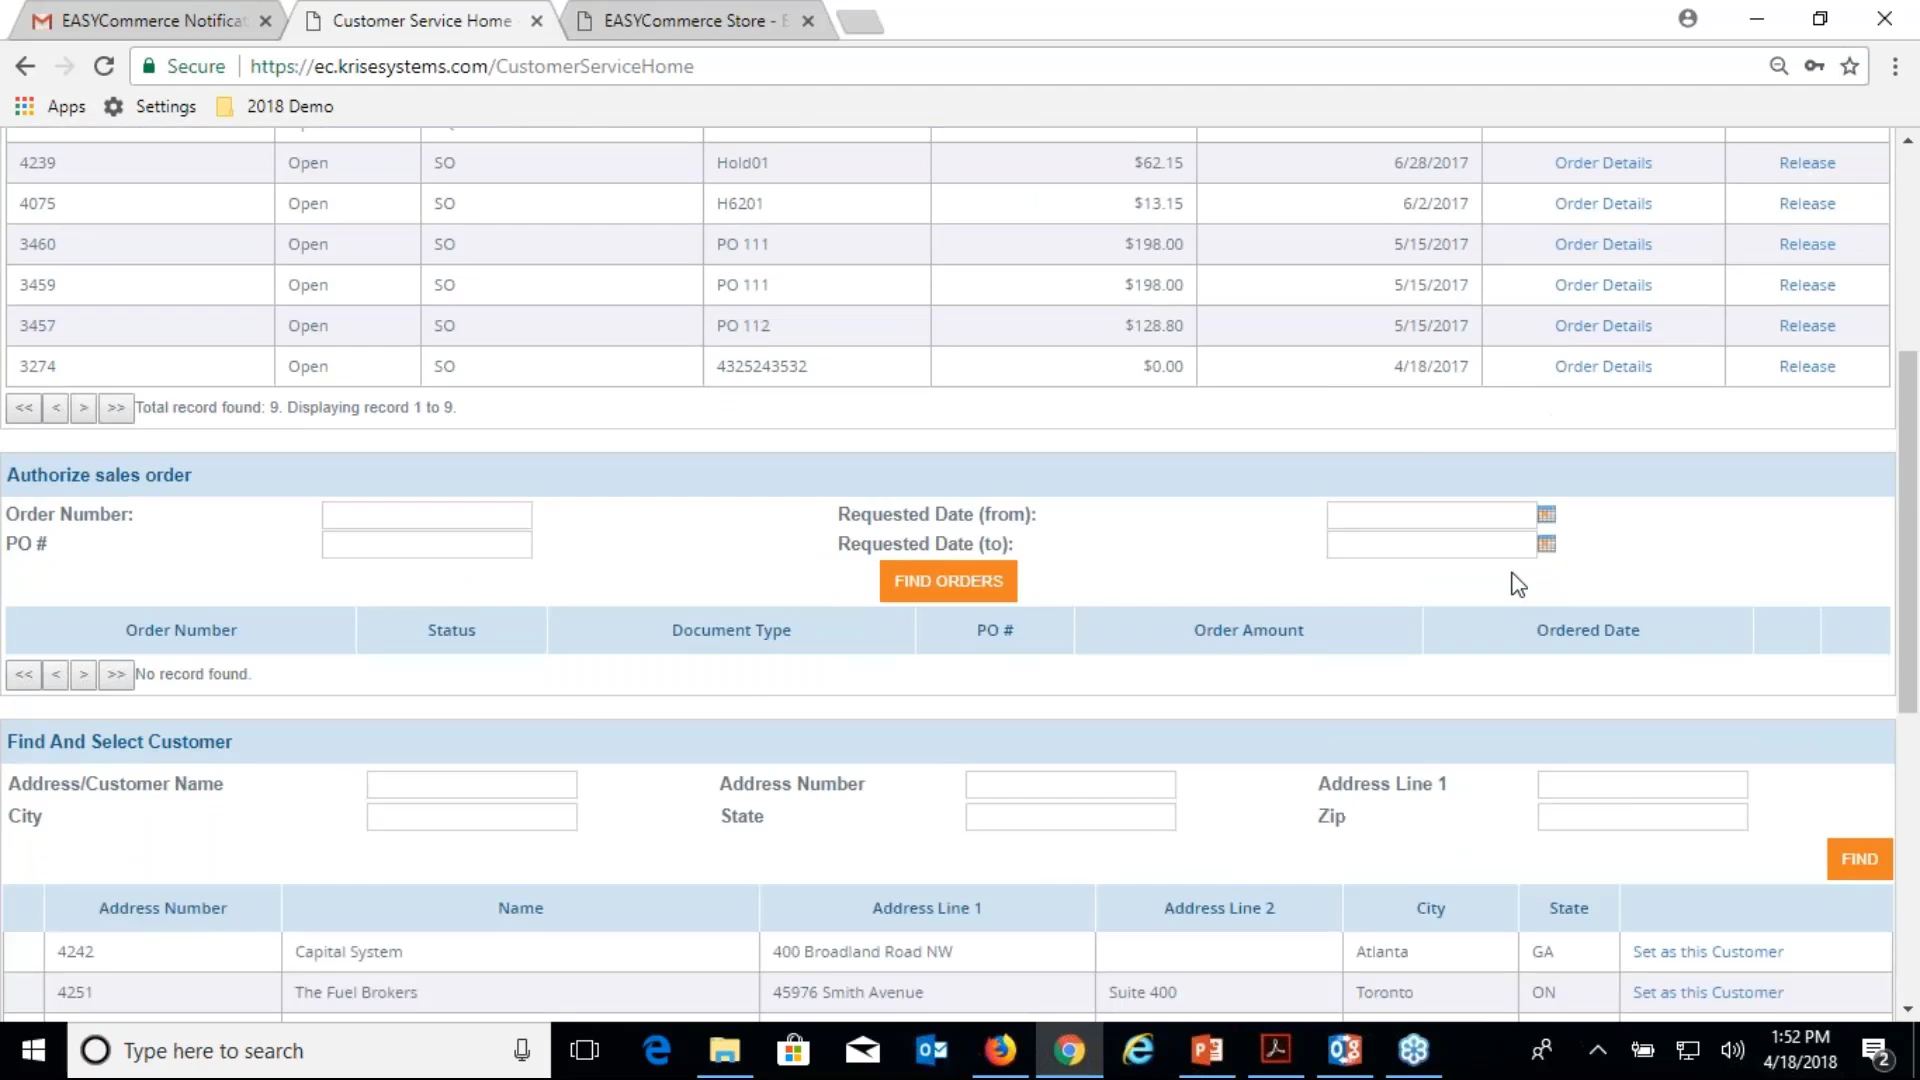 EASYCommerce Notificat
Customer Service Home
EASYCommerce Store - E
Secure
https://ec.krisesystems.com/CustomerServiceHome
Apps Settings 2018 Demo
4239 Open SO Hold01 $62.15 6/28/2017 Order Details Release
4075 Open SO H6201 $13.15 6/2/2017 Order Details Release
3460 Open SO PO 111 $198.00 5/15/2017 Order Details Release
3459 Open SO PO 111 $198.00 5/15/2017 Order Details Release
3457 Open SO PO 112 $128.80 5/15/2017 Order Details Release
3274 Open SO 4325243532 $0.00 4/18/2017 Order Details Release
<< < > >> Total record found: 9. Displaying record 1 to 9.
Authorize sales order
Order Number: Requested Date (from):
PO # Requested Date (to):
FIND ORDERS
Order Number Status Document Type PO # Order Amount Ordered Date
<< < > >> No record found.
Find And Select Customer
Address/Customer Name Address Number Address Line 1
City State Zip
FIND
Address Number Name Address Line 1 Address Line 2 City State
4242 Capital System 400 Broadland Road NW Atlanta GA Set as this Customer
4251 The Fuel Brokers 45976 Smith Avenue Suite 400 Toronto ON Set as this Customer
Type here to search
1:52 PM
4/18/2018
2